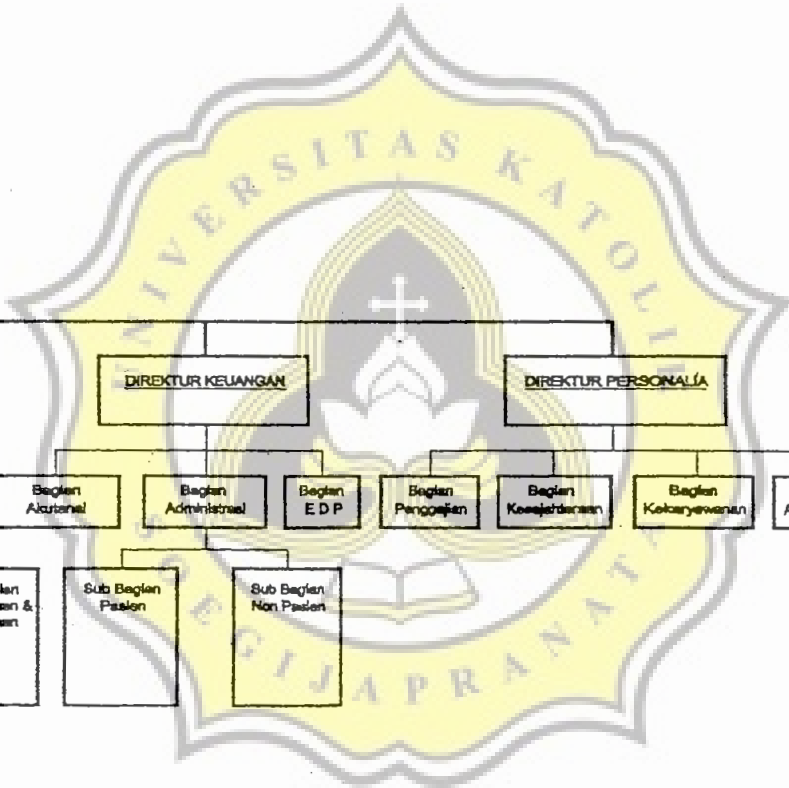 UNIVERSITAS KATOLIK
DIREKTUR KEUANGAN
DIREKTUR PERSONALIA
Bagian
Akutansi
Bagian
Administrasi
Bagian
E D P
Bagian
Penggajian
Bagian
Kesejahteraan
Bagian
Kekaryawanan
Sub Bagian
Pasien
Sub Bagian
Non Pasien
SOEGIJAPRANATA